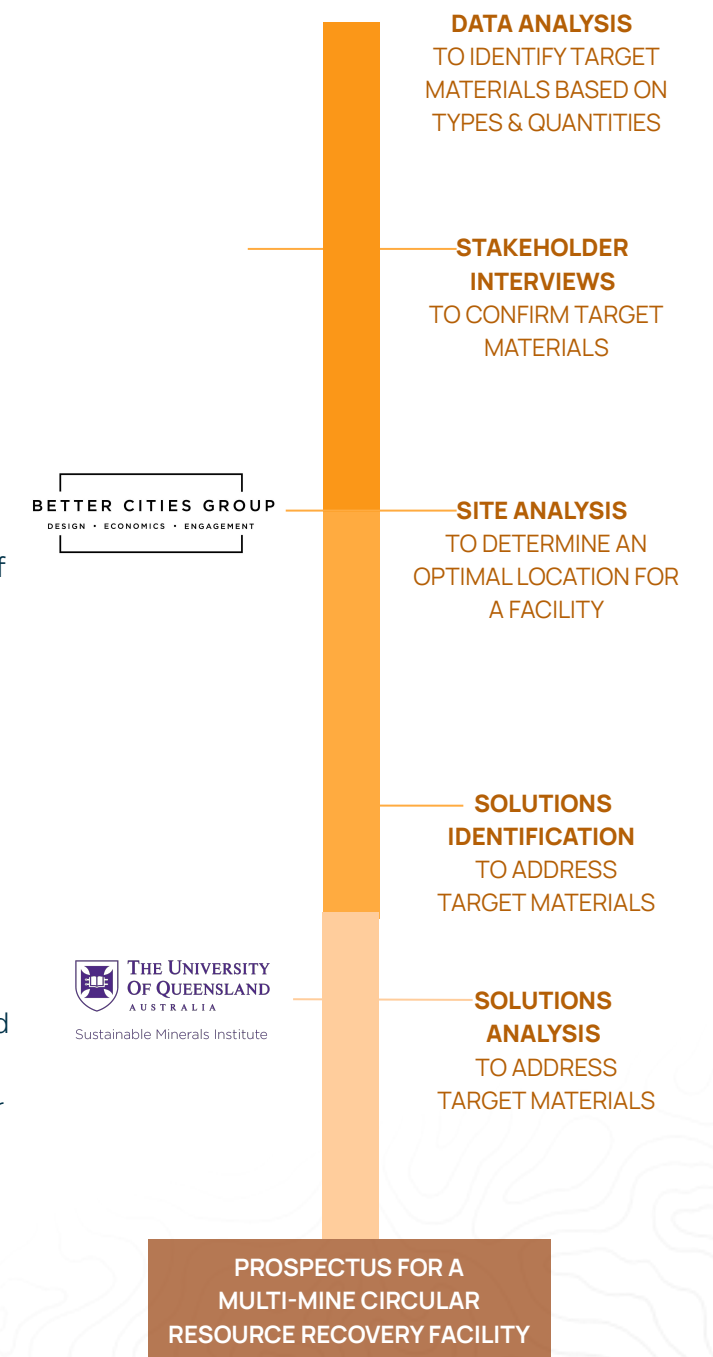 DATA ANALYSIS
TO IDENTIFY TARGET
MATERIALS BASED ON
TYPES & QUANTITIES
STAKEHOLDER
INTERVIEWS
TO CONFIRM TARGET
MATERIALS
BETTER CITIES GROUP
DESIGN • ECONOMICS • ENGAGEMENT
f
SITE ANALYSIS
TO DETERMINE AN
OPTIMAL LOCATION FOR
A FACILITY
SOLUTIONS
IDENTIFICATION
TO ADDRESS
TARGET MATERIALS
THE UNIVERSITY
OF QUEENSLAND
AUSTRALIA
Sustainable Minerals Institute
d
r
SOLUTIONS
ANALYSIS
TO ADDRESS
TARGET MATERIALS
PROSPECTUS FOR A
MULTI-MINE CIRCULAR
RESOURCE RECOVERY FACILITY